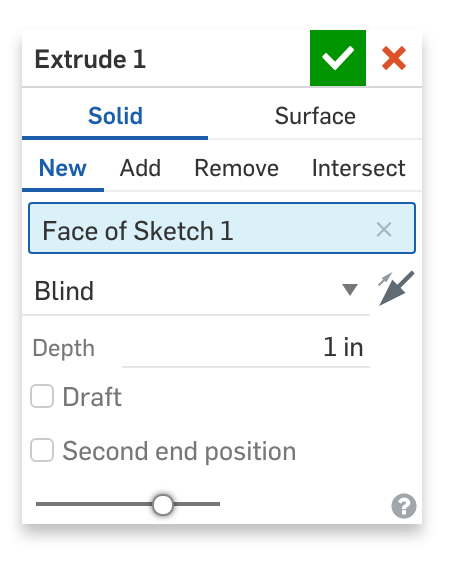 Extrude 1
Solid Surface
New Add Remove Intersect
Face of Sketch 1
Blind
Depth 1 in
Draft
Second end position
?